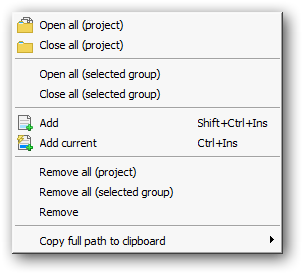 Open all (project)
Close all (project)
Open all (selected group)
Close all (selected group)
Add Shift+Ctrl+Ins
Add current Ctrl+Ins
Remove all (project)
Remove all (selected group)
Remove
Copy full path to clipboard